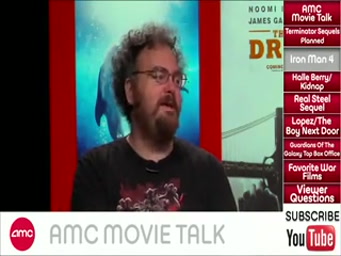 NOOMI
JAMES GA
THE
DR
COMING
AMC
Movie Talk
Terminator Sequels
Planned
Iron Man 4
Halle Berry/
Kidnap
Real Steel
Sequel
Lopez/The
Boy Next Door
Guardians Of The
Galaxy Top Box Office
Favorite War
Films
Viewer
Questions
amc
AMC MOVIE TALK
SUBSCRIBE
YouTube